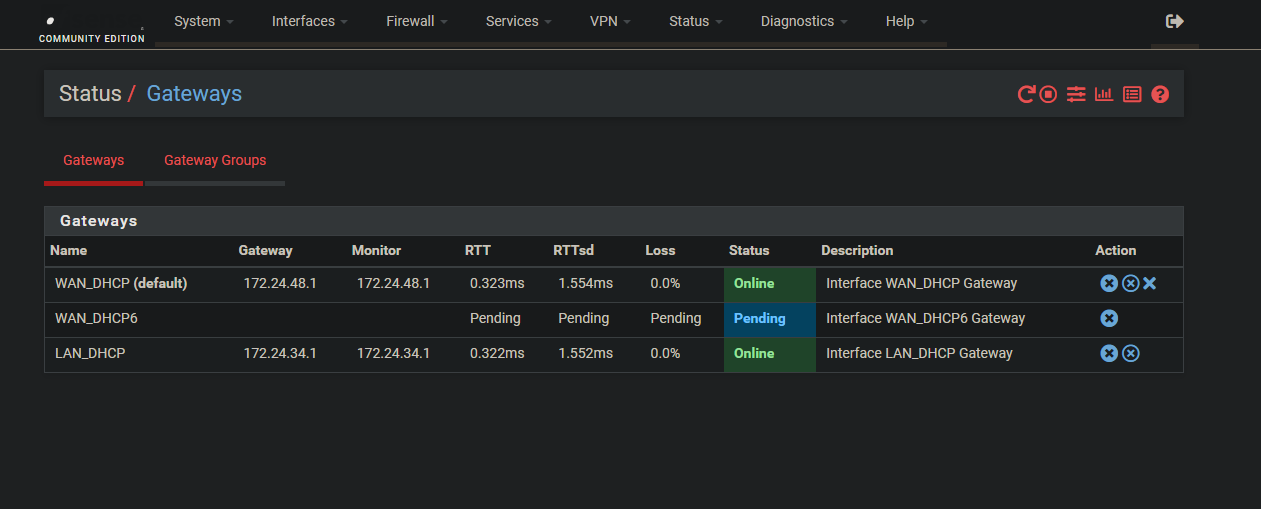 System Interfaces Firewall Services VPN Status Diagnostics Help
COMMUNITY EDITION
Status / Gateways
Gateways Gateway Groups
Gateways
Name Gateway Monitor RTT RTTsd Loss Status Description Action
WAN_DHCP (default) 172.24.48.1 172.24.48.1 0.323ms 1.554ms 0.0% Online Interface WAN_DHCP Gateway
WAN_DHCP6 Pending Pending Pending Pending Interface WAN_DHCP6 Gateway
LAN_DHCP 172.24.34.1 172.24.34.1 0.322ms 1.552ms 0.0% Online Interface LAN_DHCP Gateway